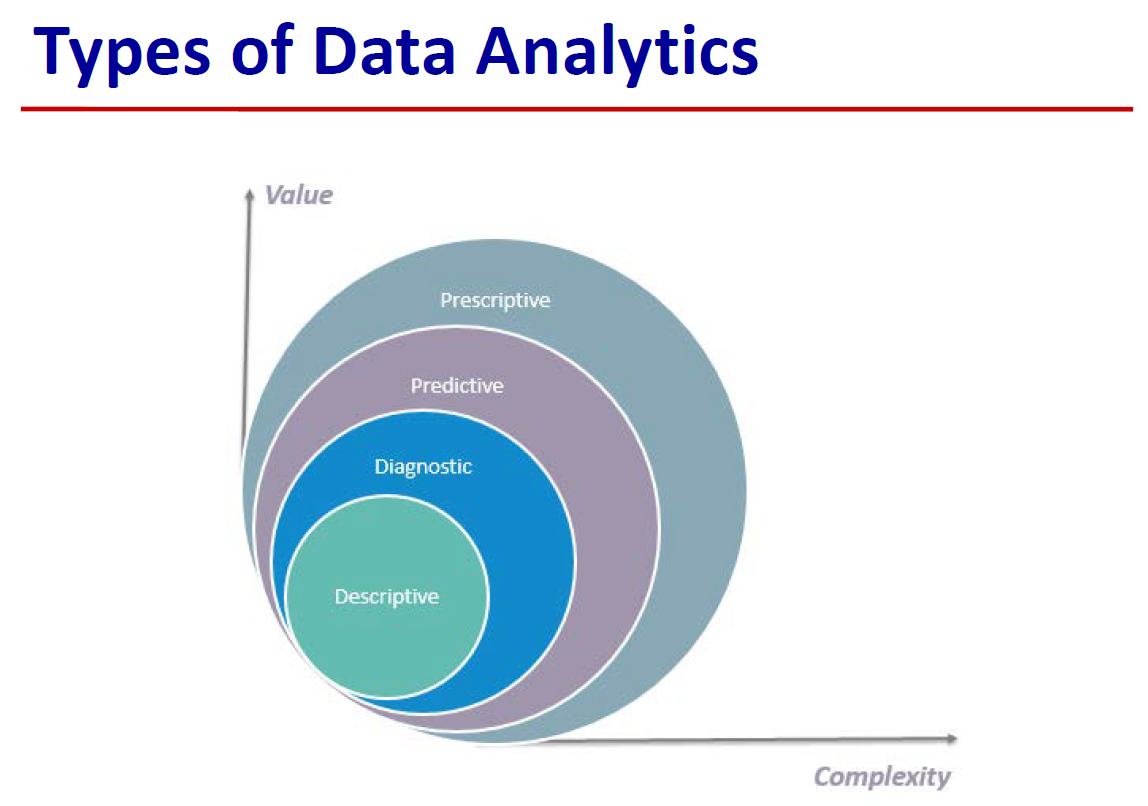 Types of Data Analytics
Value
Prescriptive
Predictive
Diagnostic
Descriptive
Complexity